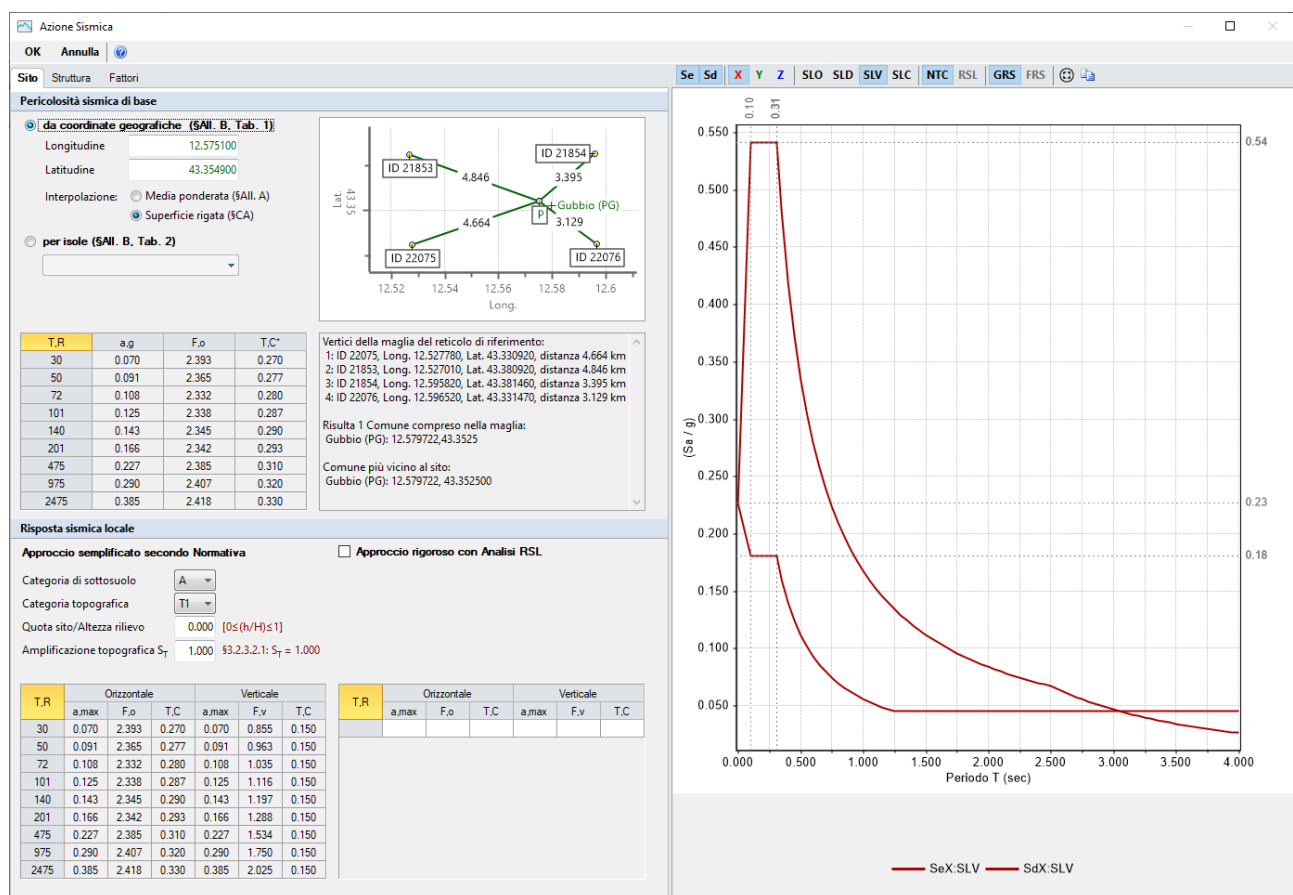 Azione Sismica
OK Annulla
Sito Struttura Fattori
Pericolosità sismica di base
da coordinate geografiche (§All. B, Tab. 1)
Longitudine 12.575100
Latitudine 43.354900
Interpolazione: Media ponderata (§All. A)
Superficie rigata (§CA)
per isole (§All. B, Tab. 2)
ID 21853
ID 21854
4.846
3.395
Lat.
43.35
P
Gubbio (PG)
4.664
3.129
ID 22075
ID 22076
12.52 12.54 12.56 12.58 12.6
Long.
T,R a,g F,o T,C*
30 0.070 2.393 0.270
50 0.091 2.365 0.277
72 0.108 2.332 0.280
101 0.125 2.338 0.287
140 0.143 2.345 0.290
201 0.166 2.342 0.293
475 0.227 2.385 0.310
975 0.290 2.407 0.320
2475 0.385 2.418 0.330
Vertici della maglia del reticolo di riferimento:
1: ID 22075, Long. 12.527780, Lat. 43.330920, distanza 4.664 km
2: ID 21853, Long. 12.527010, Lat. 43.380920, distanza 4.846 km
3: ID 21854, Long. 12.595820, Lat. 43.381460, distanza 3.395 km
4: ID 22076, Long. 12.596520, Lat. 43.331470, distanza 3.129 km
Risulta 1 Comune compreso nella maglia:
Gubbio (PG): 12.579722,43.3525
Comune più vicino al sito:
Gubbio (PG): 12.579722, 43.352500
Risposta sismica locale
Approccio semplificato secondo Normativa
Approccio rigoroso con Analisi RSL
Categoria di sottosuolo A
Categoria topografica T1
Quota sito/Altezza rilievo 0.000 [0≤(h/H)≤1]
Amplificazione topografica ST 1.000 §3.2.3.2.1: ST = 1.000
T,R Orizzontale Verticale
a,max F,o T,C a,max F,v T,C
30 0.070 2.393 0.270 0.070 0.855 0.150
50 0.091 2.365 0.277 0.091 0.963 0.150
72 0.108 2.332 0.280 0.108 1.035 0.150
101 0.125 2.338 0.287 0.125 1.116 0.150
140 0.143 2.345 0.290 0.143 1.197 0.150
201 0.166 2.342 0.293 0.166 1.288 0.150
475 0.227 2.385 0.310 0.227 1.534 0.150
975 0.290 2.407 0.320 0.290 1.750 0.150
2475 0.385 2.418 0.330 0.385 2.025 0.150
T,R Orizzontale Verticale
a,max F,o T,C a,max F,v T,C
Se Sd X Y Z SLO SLD SLV SLC NTC RSL GRS FRS
0.10 0.31
0.550
0.54
0.500
0.450
0.400
0.350
0.300
(Sa / g)
0.250
0.23
0.200
0.18
0.150
0.100
0.050
0.000 0.500 1.000 1.500 2.000 2.500 3.000 3.500 4.000
Periodo T (sec)
SeX:SLV SdX:SLV